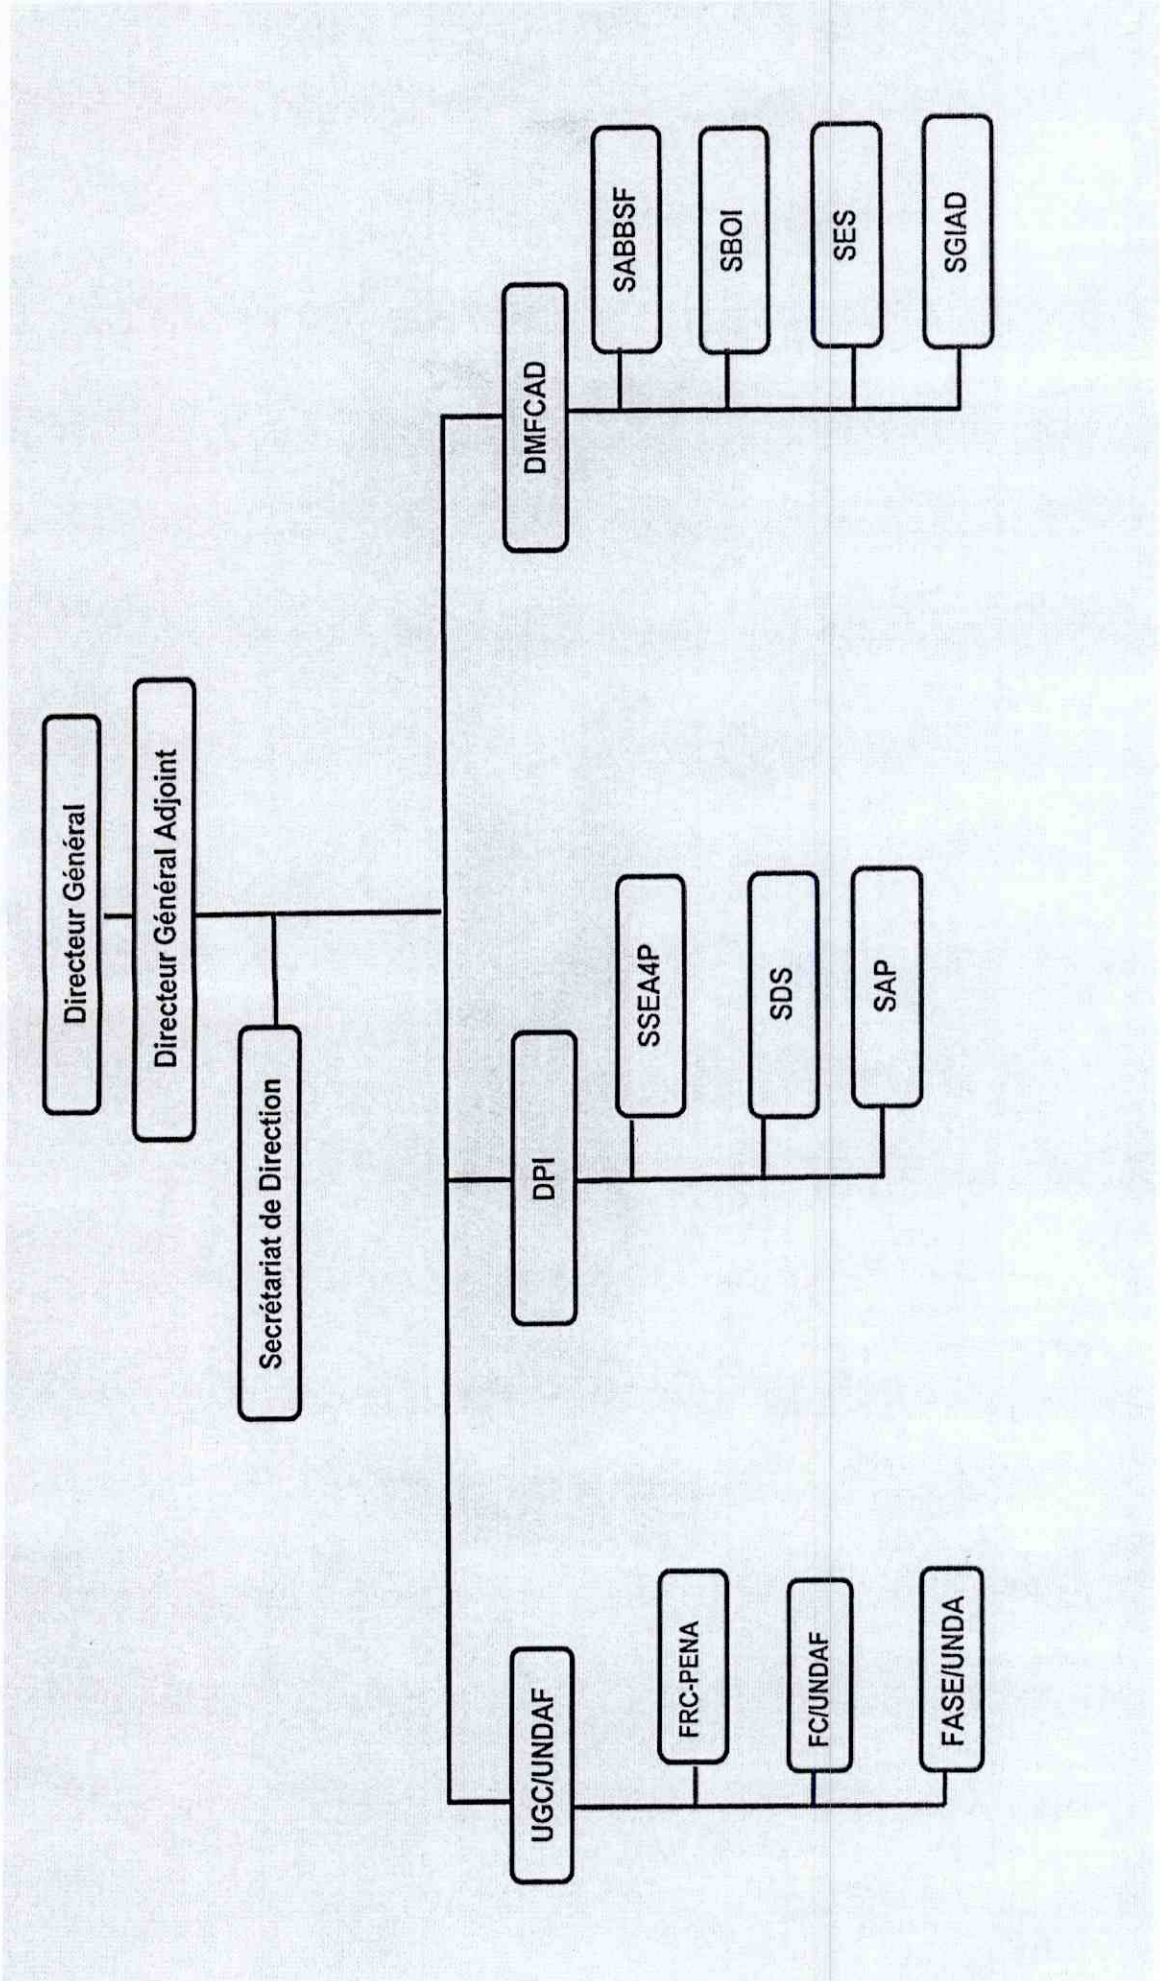 Directeur Général
Directeur Général Adjoint
Secrétariat de Direction
UGC/UNDAF
FRC-PENA
FC/UNDAF
FASE/UNDA
DPI
SSEA4P
SDS
SAP
DMFCAD
SABBSF
SBOI
SES
SGIAD